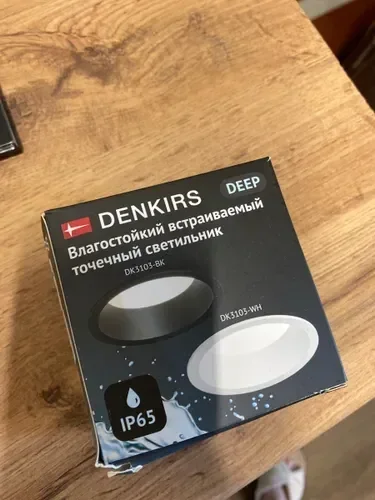 DENKIRS
DEEP
Влагостойкий встраиваемый
точечный светильник
DK3103-BK
DK3103-WH
IP65